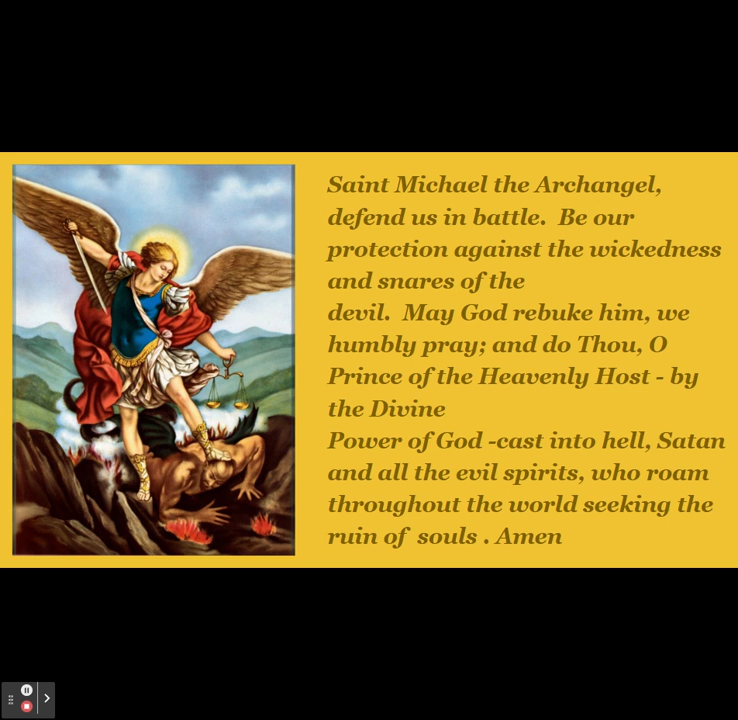 Saint Michael the Archangel,
defend us in battle.  Be our
protection against the wickedness
and snares of the
devil.  May God rebuke him, we
humbly pray; and do Thou, O
Prince of the Heavenly Host - by
the Divine
Power of God -cast into hell, Satan
and all the evil spirits, who roam
throughout the world seeking the
ruin of  souls . Amen